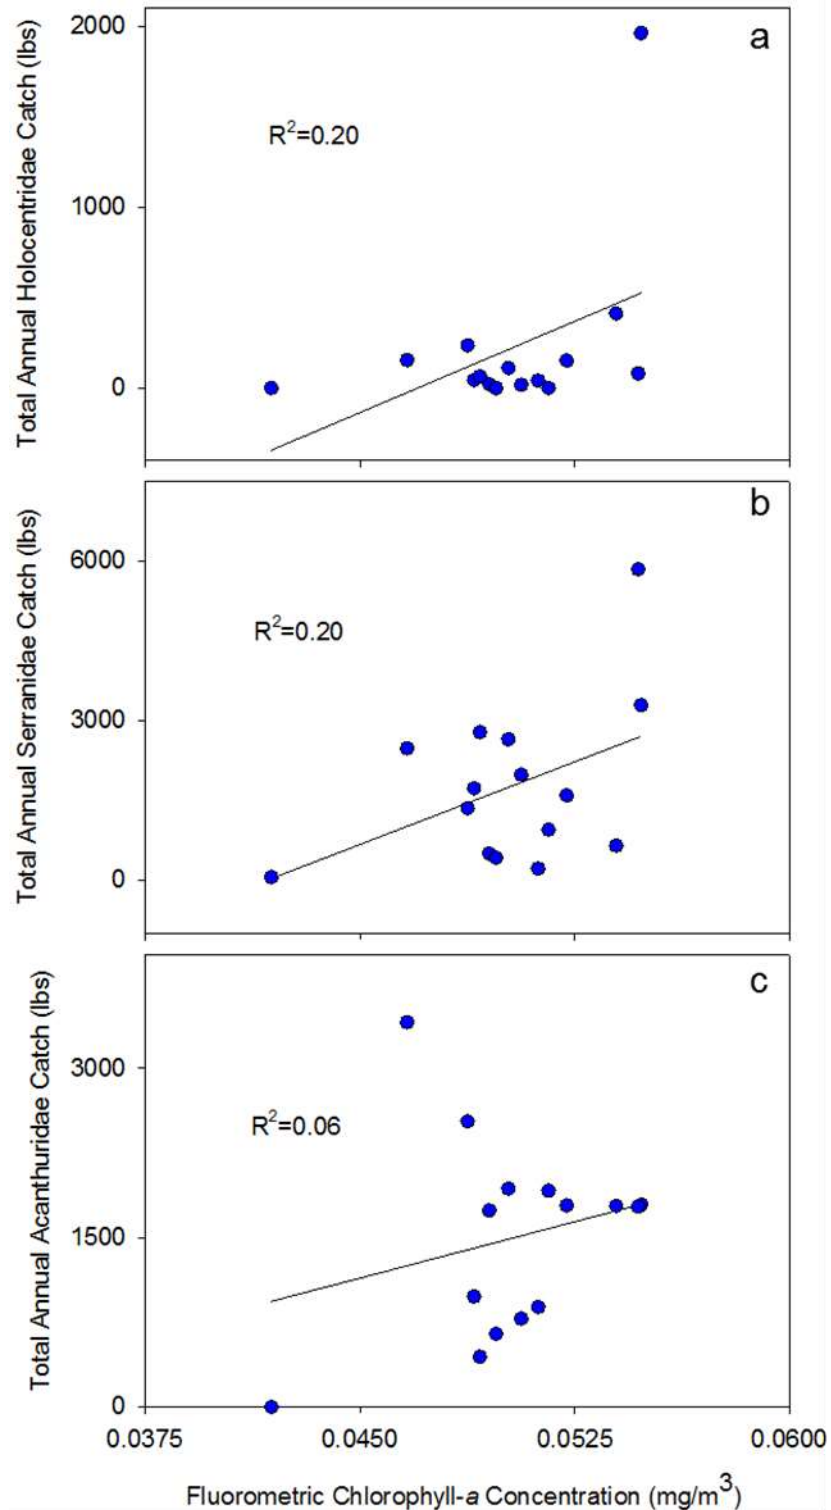 a
2000
1000
0
Total Annual Holocentridae Catch (lbs)
R²=0.20
b
6000
3000
0
Total Annual Serranidae Catch (lbs)
R²=0.20
c
3000
1500
0
Total Annual Acanthuridae Catch (lbs)
R²=0.06
0.0375 0.0450 0.0525 0.0600
Fluorometric Chlorophyll-a Concentration (mg/m³)